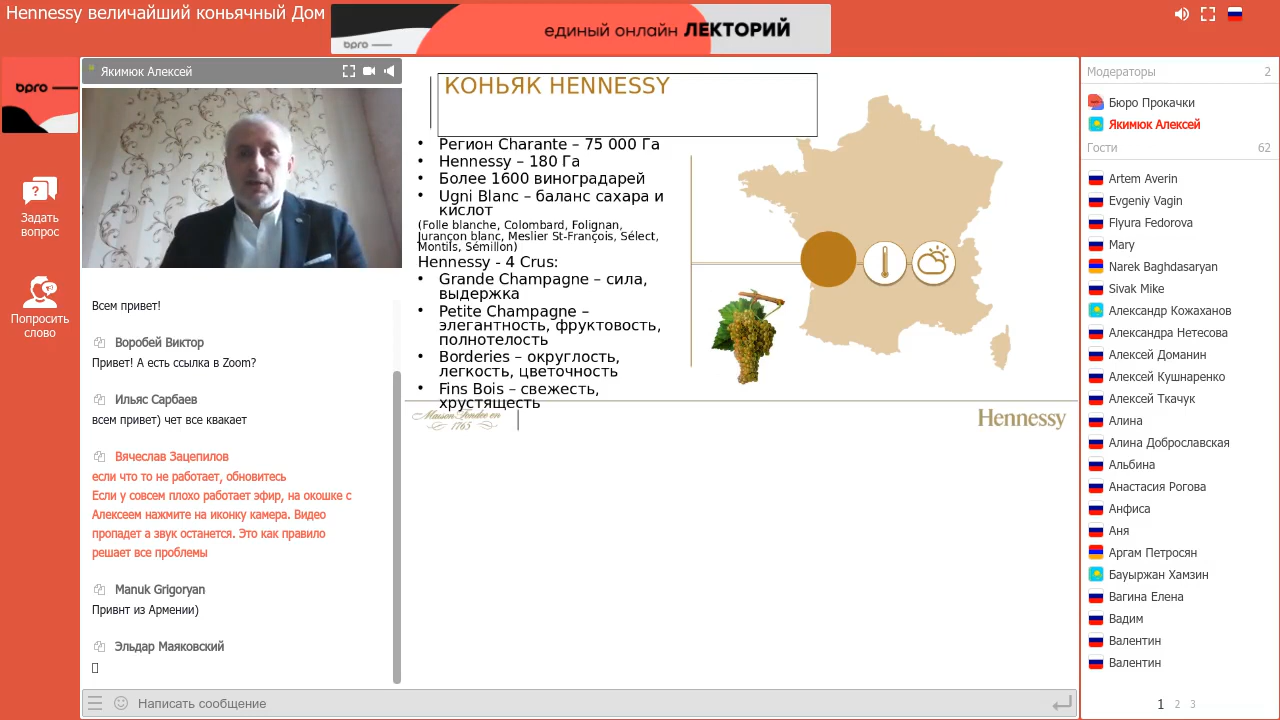 Hennessy величайший коньячный Дом
bpro
единый онлайн ЛЕКТОРИЙ
bpro
Задать
вопрос
Попросить
слово
Якимюк Алексей
Всем привет!
Воробей Виктор
Привет! А есть ссылка в Zoom?
Ильяс Сарбаев
всем привет) чет все квакает
Вячеслав Зацепилов
если что то не работает, обновитесь
Если у совсем плохо работает эфир, на окошке с
Алексеем нажмите на иконку камера. Видео
пропадет а звук останется. Это как правило
решает все проблемы
Manuk Grigoryan
Привнт из Армении)
Эльдар Маяковский
Написать сообщение
КОНЬЯК HENNESSY
• Регион Charante – 75 000 Га
• Hennessy – 180 Га
• Более 1600 виноградарей
• Ugni Blanc – баланс сахара и
кислот
(Folle blanche, Colombard, Folignan,
Jurançon blanc, Meslier St-François, Sélect,
Montils, Sémillon)
Hennessy - 4 Crus:
• Grande Champagne – сила,
выдержка
• Petite Champagne –
элегантность, фруктовость,
полнотелость
• Borderies – округлость,
легкость, цветочность
• Fins Bois – свежесть,
хрустящесть
Maison Fondée en
1765
Hennessy
Модераторы 2
Бюро Прокачки
Якимюк Алексей
Гости 62
Artem Averin
Evgeniy Vagin
Flyura Fedorova
Mary
Narek Baghdasaryan
Sivak Mike
Александр Кожаханов
Александра Нетесова
Алексей Доманин
Алексей Кушнаренко
Алексей Ткачук
Алина
Алина Доброславская
Альбина
Анастасия Рогова
Анфиса
Аня
Аргам Петросян
Бауыржан Хамзин
Вагина Елена
Вадим
Валентин
Валентин
1 2 3